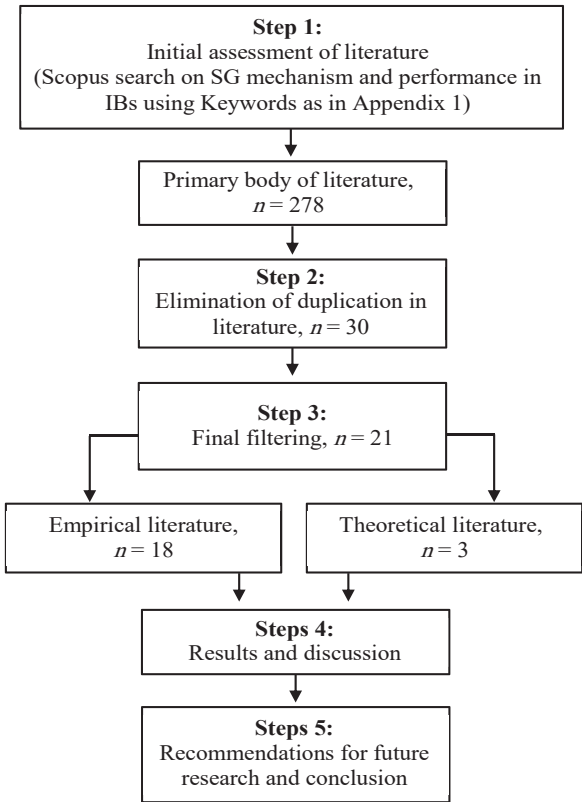 Step 1:
Initial assessment of literature
(Scopus search on SG mechanism and performance in
IBs using Keywords as in Appendix 1)
Primary body of literature,
n = 278
Step 2:
Elimination of duplication in
literature, n = 30
Step 3:
Final filtering, n = 21
Empirical literature,
n = 18
Theoretical literature,
n = 3
Steps 4:
Results and discussion
Steps 5:
Recommendations for future
research and conclusion